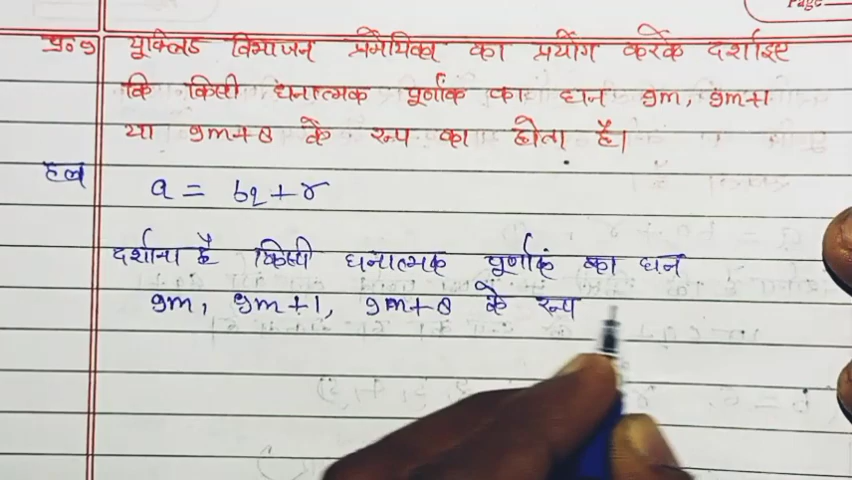 Page
प्र०9 यूक्लिड विभाजन प्रमेयिका का प्रयोग करके दर्शाइए
कि किसी धनात्मक पूर्णांक का घन 9m, 9m+1
या 9m+8 के रूप का होता है।
हल a = bq + r
दर्शाना है किसी धनात्मक पूर्णांक का घन
9m, 9m+1, 9m+8 के रूप